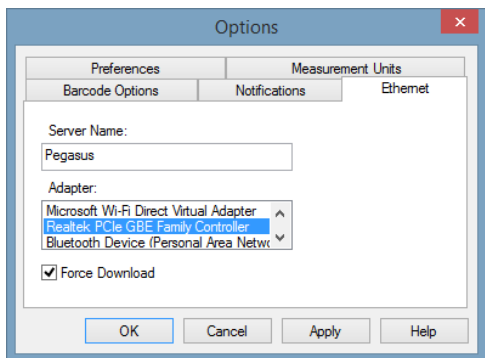 Options
Preferences
Measurement Units
Barcode Options
Notifications
Ethernet
Server Name:
Pegasus
Adapter:
Microsoft Wi-Fi Direct Virtual Adapter
Realtek PCIe GBE Family Controller
Bluetooth Device (Personal Area Netwo
Force Download
OK
Cancel
Apply
Help